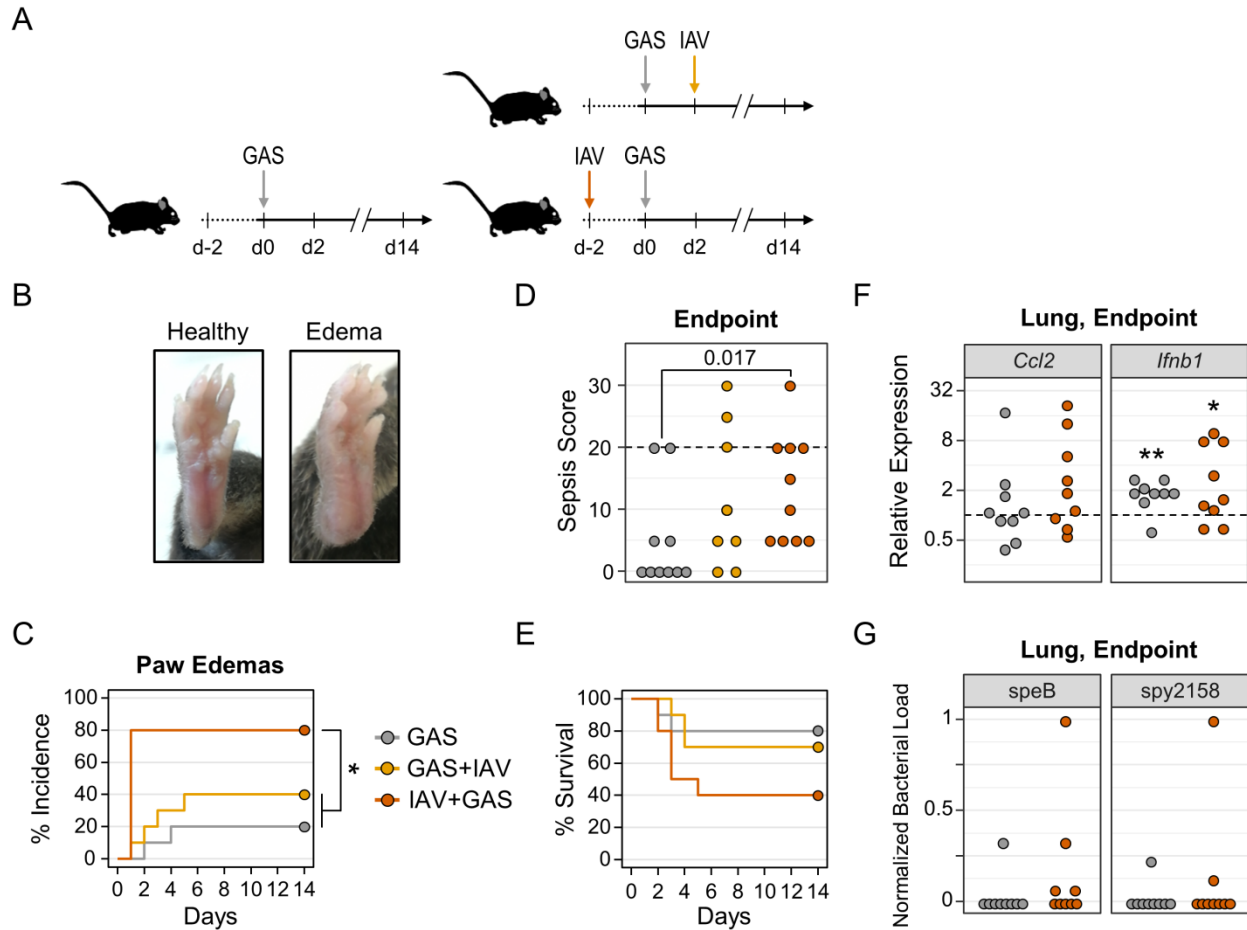 A
GAS IAV
GAS
d-2 d0 d2 d14
IAV GAS
d-2 d0 d2 d14
B
Healthy Edema
C
Paw Edemas
% Incidence
100
80
60
40
20
0
*
0 2 4 6 8 10 12 14
Days
GAS
GAS+IAV
IAV+GAS
D
Endpoint
Sepsis Score
0.017
30
20
10
0
E
% Survival
100
80
60
40
20
0
0 2 4 6 8 10 12 14
Days
F
Lung, Endpoint
Ccl2 Ifnb1
Relative Expression
32
8
2
0.5
** *
G
Lung, Endpoint
speB spy2158
Normalized Bacterial Load
1
0.5
0